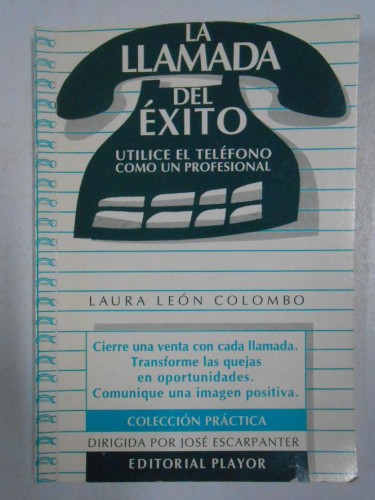 LA
LLAMADA
DEL
ÉXITO
UTILICE EL TELÉFONO
COMO UN PROFESIONAL
LAURA LEÓN COLOMBO
Cierre una venta con cada llamada.
Transforme las quejas
en oportunidades.
Comunique una imagen positiva.
COLECCIÓN PRÁCTICA
DIRIGIDA POR JOSÉ ESCARPANTER
EDITORIAL PLAYOR